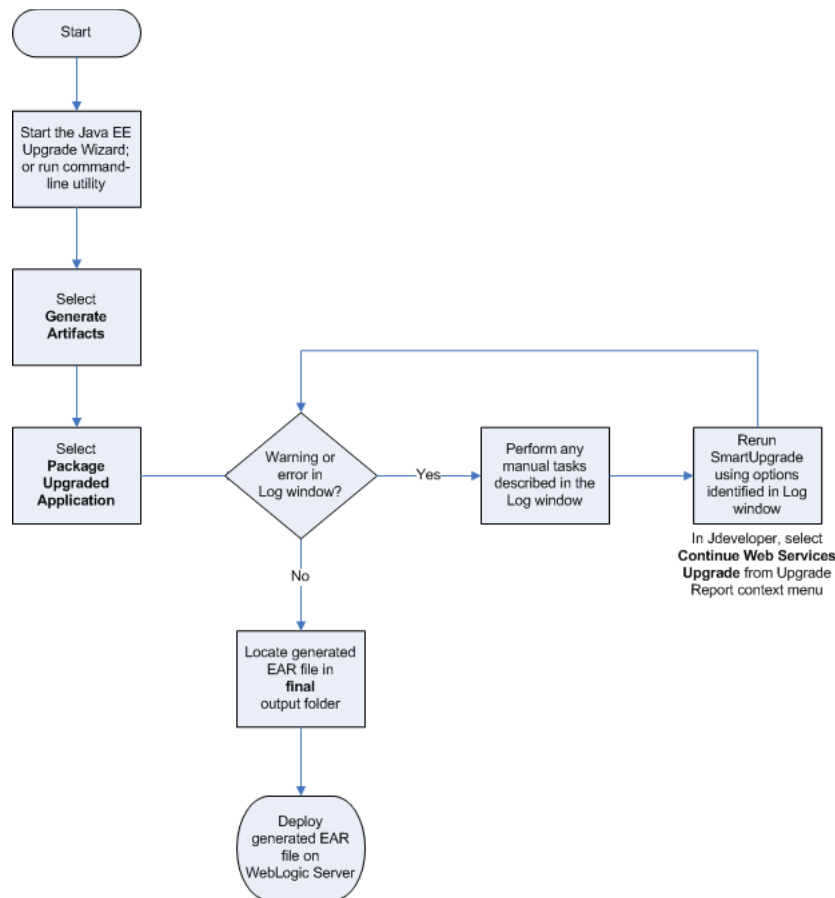 Start
Start the Java EE
Upgrade Wizard;
or run command-
line utility
Select
Generate
Artifacts
Select
Package
Upgraded
Application
Warning or
error in
Log window?
Yes
Perform any
manual tasks
described in the
Log window
Rerun
SmartUpgrade
using options
identified in Log
window
In Jdeveloper, select
Continue Web Services
Upgrade from Upgrade
Report context menu
No
Locate generated
EAR file in
final
output folder
Deploy
generated EAR
file on
WebLogic Server